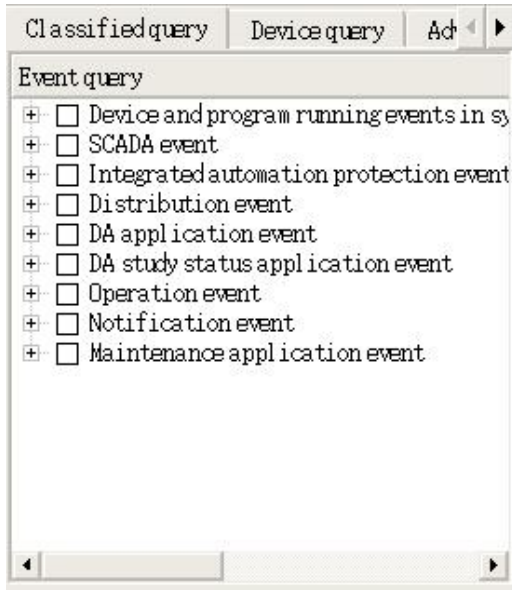 Classified query Device query
Event query
Device and program running events in
SCADA event
Integrated automation protection event
Distribution event
DA application event
DA study status application event
Operation event
Notification event
Maintenance application event